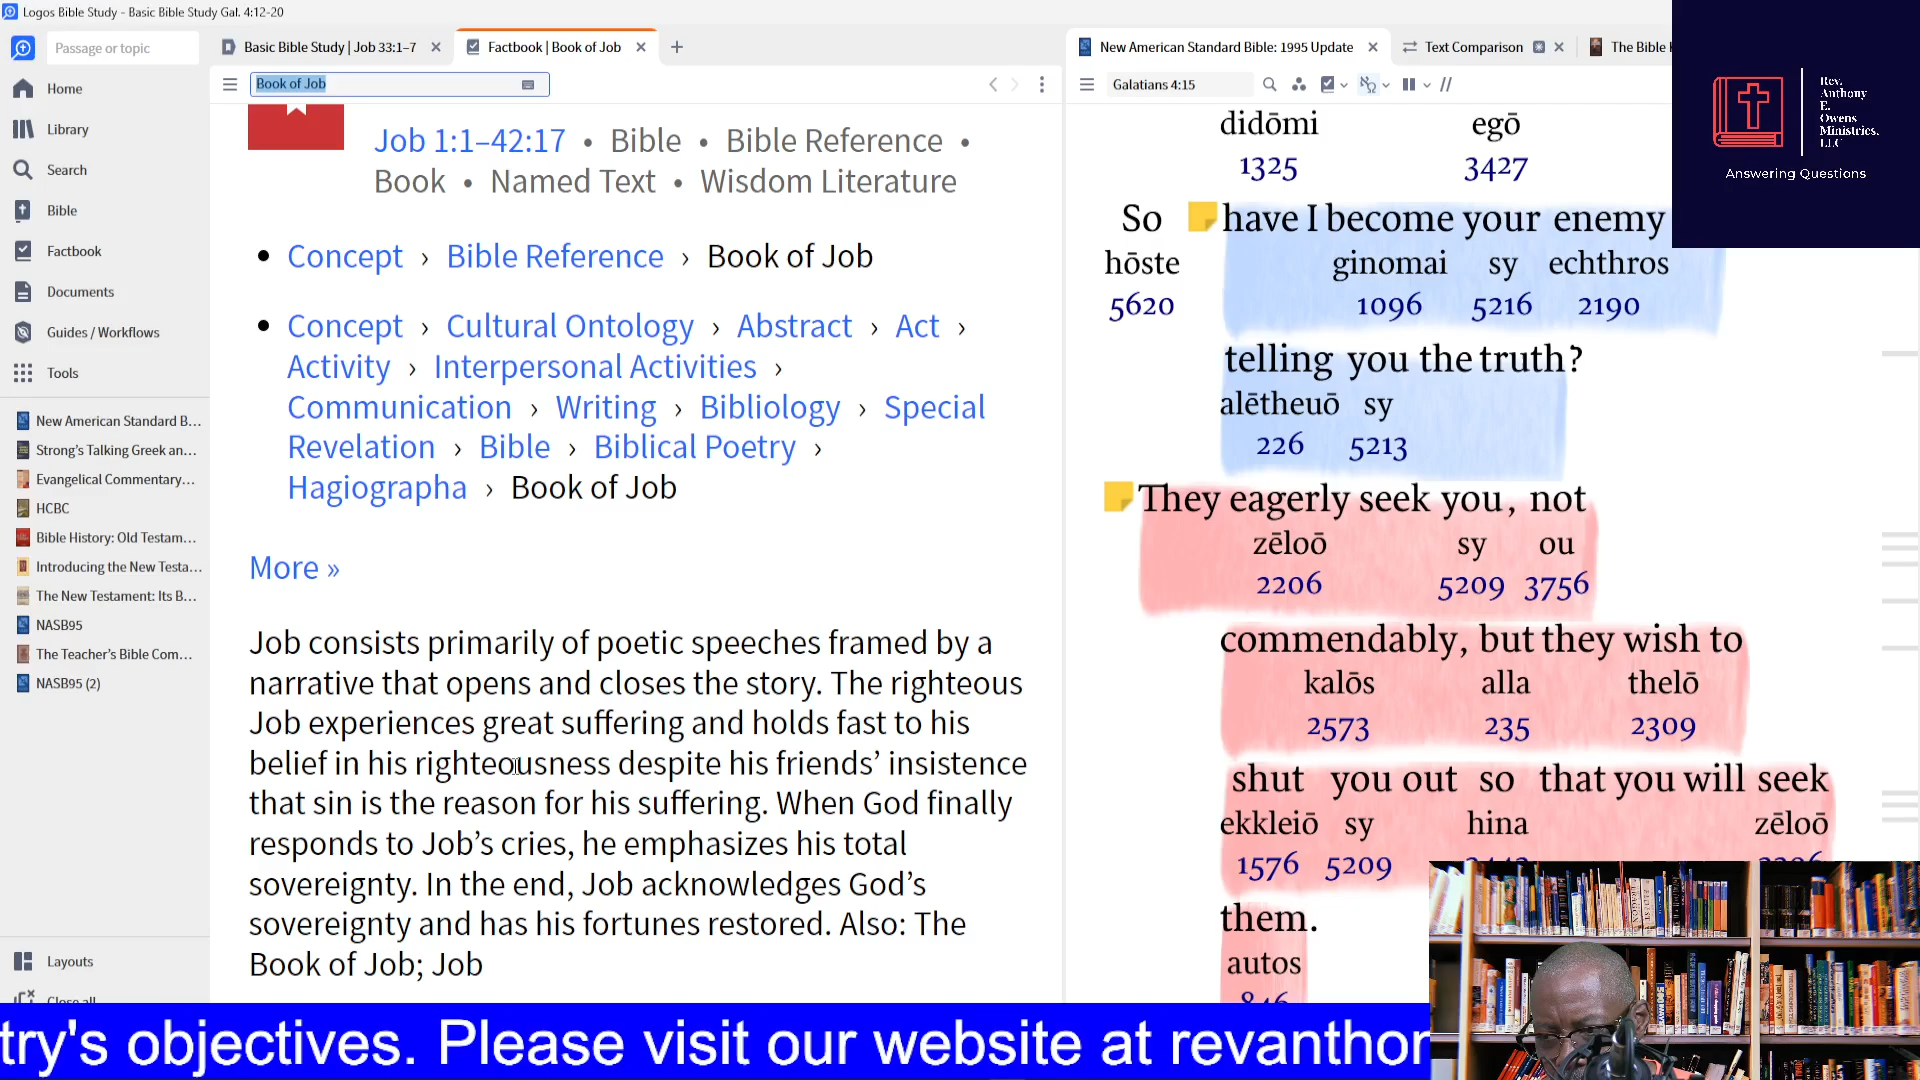 Logos Bible Study - Basic Bible Study Gal. 4:12-20
Passage or topic
Home
Library
Search
Bible
Factbook
Documents
Guides / Workflows
Tools
New American Standard B...
Strong's Talking Greek an...
Evangelical Commentary...
HCBC
Bible History: Old Testam...
Introducing the New Testa...
The New Testament: Its B...
NASB95
The Teacher's Bible Com...
NASB95 (2)
Layouts
Close all
Basic Bible Study | Job 33:1–7
Factbook | Book of Job
Book of Job
Job 1:1–42:17 • Bible • Bible Reference •
Book • Named Text • Wisdom Literature
• Concept › Bible Reference › Book of Job
• Concept › Cultural Ontology › Abstract › Act ›
Activity › Interpersonal Activities ›
Communication › Writing › Bibliology › Special
Revelation › Bible › Biblical Poetry ›
Hagiographa › Book of Job
More »
Job consists primarily of poetic speeches framed by a
narrative that opens and closes the story. The righteous
Job experiences great suffering and holds fast to his
belief in his righteousness despite his friends’ insistence
that sin is the reason for his suffering. When God finally
responds to Job’s cries, he emphasizes his total
sovereignty. In the end, Job acknowledges God’s
sovereignty and has his fortunes restored. Also: The
Book of Job; Job
New American Standard Bible: 1995 Update
Text Comparison
The Bible
Galatians 4:15
didōmi egō
1325 3427
So have I become your enemy
hōste ginomai sy echthros
5620 1096 5216 2190
telling you the truth?
alētheuō sy
226 5213
They eagerly seek you, not
zēloō sy ou
2206 5209 3756
commendably, but they wish to
kalōs alla thelō
2573 235 2309
shut you out so that you will seek
ekkleiō sy hina zēloō
1576 5209
them.
autos
846
Rev.
Anthony
E.
Owens
Ministries,
LLC
Answering Questions
try's objectives. Please visit our website at revanthor